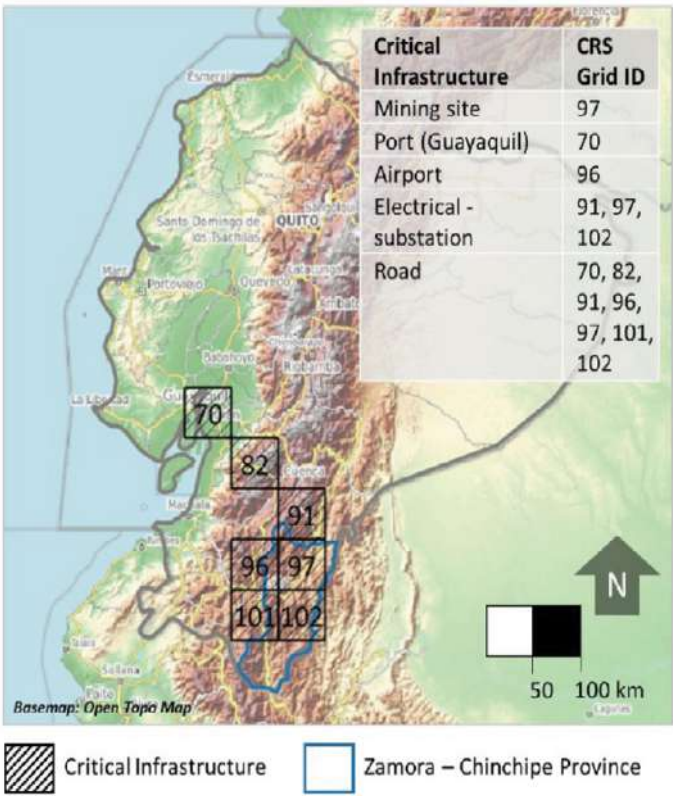 Critical Infrastructure
CRS Grid ID
Mining site
97
Port (Guayaquil)
70
Airport
96
Electrical - substation
91, 97, 102
Road
70, 82, 91, 96, 97, 101, 102
Santo Domingo de los Tsáchilas
QUITO
Portoviejo
Quevedo
Babahoyo
Riobamba
La Libertad
70
82
Cuenca
91
Machala
96
97
101
102
N
Sullana
50
100 km
Basemap: Open Topo Map
Critical Infrastructure
Zamora – Chinchipe Province